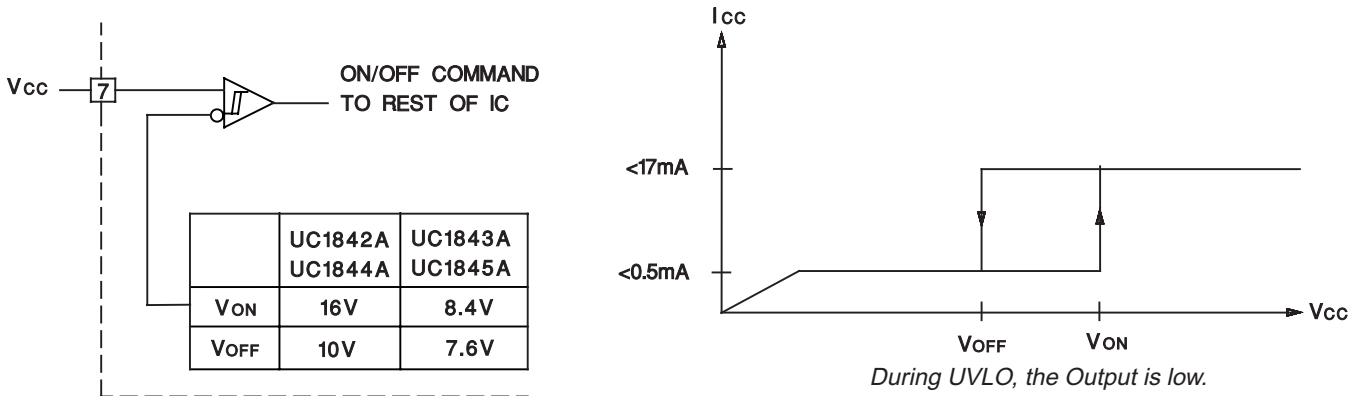 Vcc
7
ON/OFF COMMAND
TO REST OF IC
UC1842A UC1843A
UC1844A UC1845A
VON 16V 8.4V
VOFF 10V 7.6V
Icc
<17mA
<0.5mA
Vcc
VOFF VON
During UVLO, the Output is low.